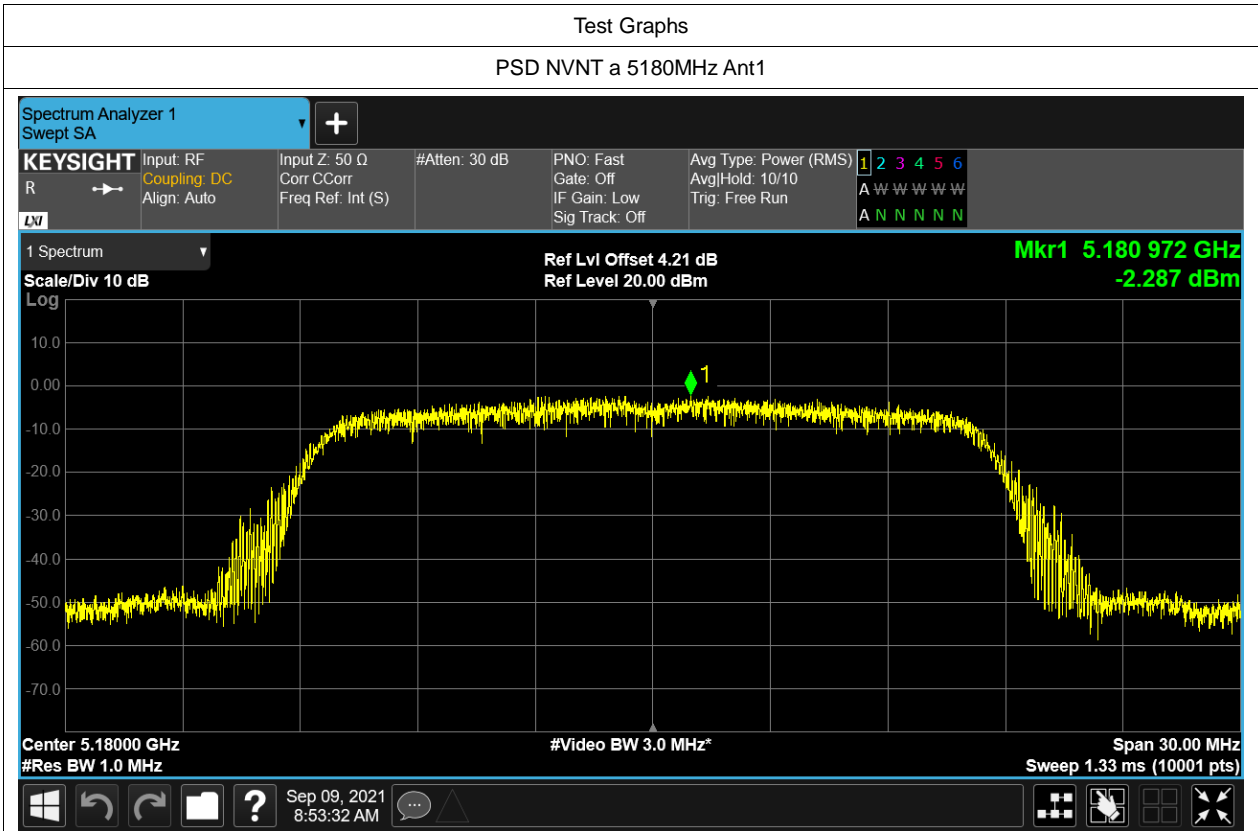 Test Graphs
PSD NVNT a 5180MHz Ant1
Spectrum Analyzer 1
Swept SA
KEYSIGHT
R
LXI
Input: RF
Coupling: DC
Align: Auto
Input Z: 50 Ω
Corr CCorr
Freq Ref: Int (S)
#Atten: 30 dB
PNO: Fast
Gate: Off
IF Gain: Low
Sig Track: Off
Avg Type: Power (RMS)
Avg|Hold: 10/10
Trig: Free Run
1 2 3 4 5 6
A W W W W W
A N N N N N
1 Spectrum
Scale/Div 10 dB
Log
Ref Lvl Offset 4.21 dB
Ref Level 20.00 dBm
Mkr1 5.180 972 GHz
-2.287 dBm
10.0
0.00
-10.0
-20.0
-30.0
-40.0
-50.0
-60.0
-70.0
1
Center 5.18000 GHz
#Res BW 1.0 MHz
#Video BW 3.0 MHz*
Span 30.00 MHz
Sweep 1.33 ms (10001 pts)
?
Sep 09, 2021
8:53:32 AM